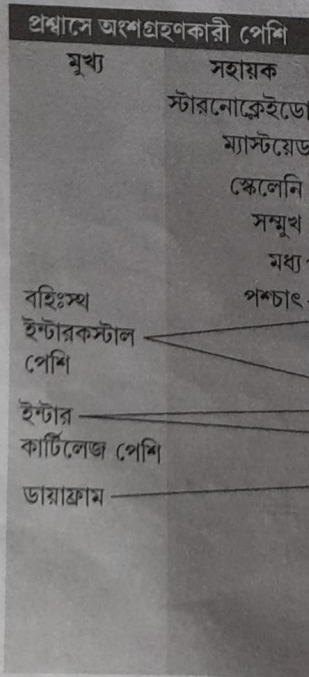 প্রশ্বাসে অংশগ্রহণকারী পেশি
মুখ্য
সহায়ক
স্টারনোক্লেইডো
ম্যাস্টয়েড
স্কেলেনি
সম্মুখ
মধ্য
পশ্চাৎ
বহিঃস্থ
ইন্টারকস্টাল
পেশি
ইন্টার
কার্টিলেজ পেশি
ডায়াফ্রাম